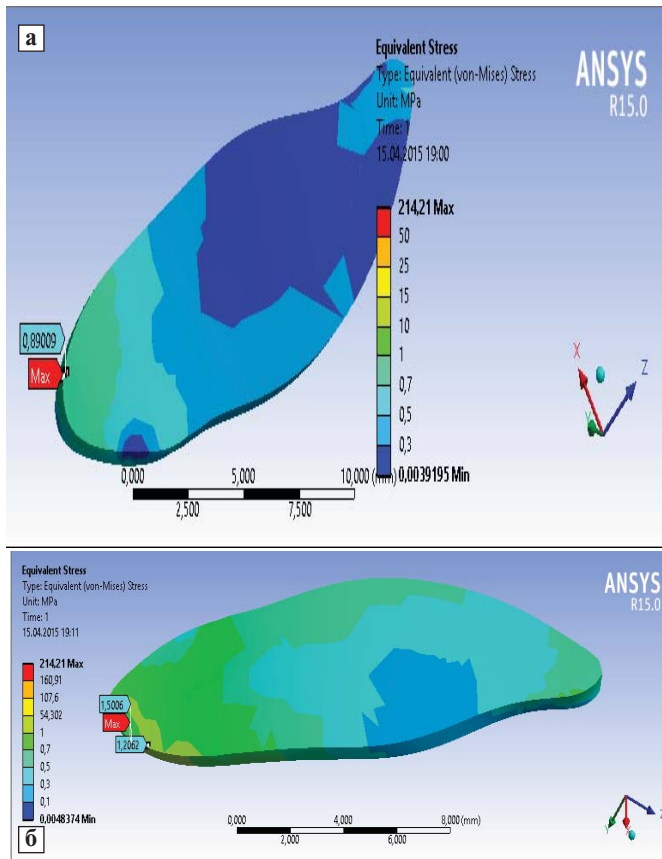 а
Equivalent Stress
Type: Equivalent (von-Mises) Stress
Unit: MPa
Time: 1
15.04.2015 19:00
ANSYS
R15.0
214,21 Max
50
25
15
10
1
0,7
0,5
0,3
0,0039195 Min
0,89009
Max
X
Z
Y
0,000
5,000
10,000 (mm)
2,500
7,500
Equivalent Stress
Type: Equivalent (von-Mises) Stress
Unit: MPa
Time: 1
15.04.2015 19:11
ANSYS
R15.0
214,21 Max
160,91
107,6
54,302
1
0,7
0,5
0,3
0,1
0,0048374 Min
1,5006
Max
1,2062
б
0,000
4,000
8,000 (mm)
2,000
6,000
Y
Z